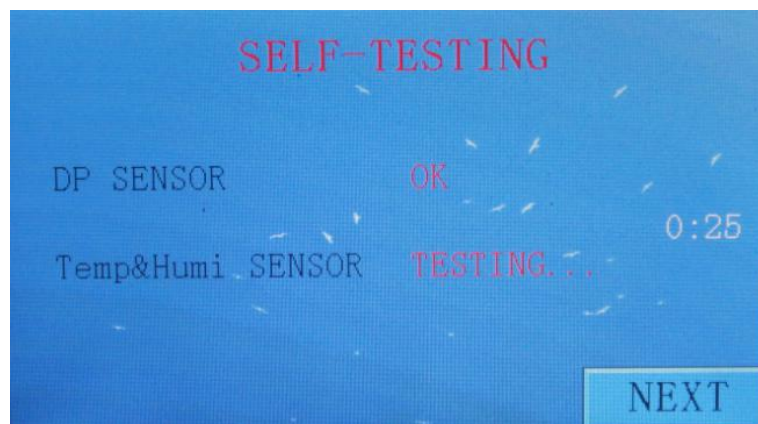 SELF-TESTING
DP SENSOR OK
0:25
Temp&Humi SENSOR TESTING...
NEXT